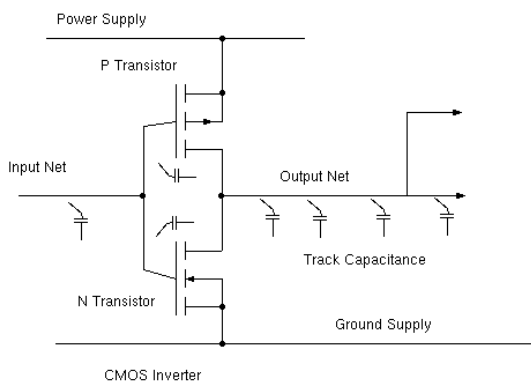 Power Supply
P Transistor
Input Net
Output Net
Track Capacitance
N Transistor
Ground Supply
CMOS Inverter